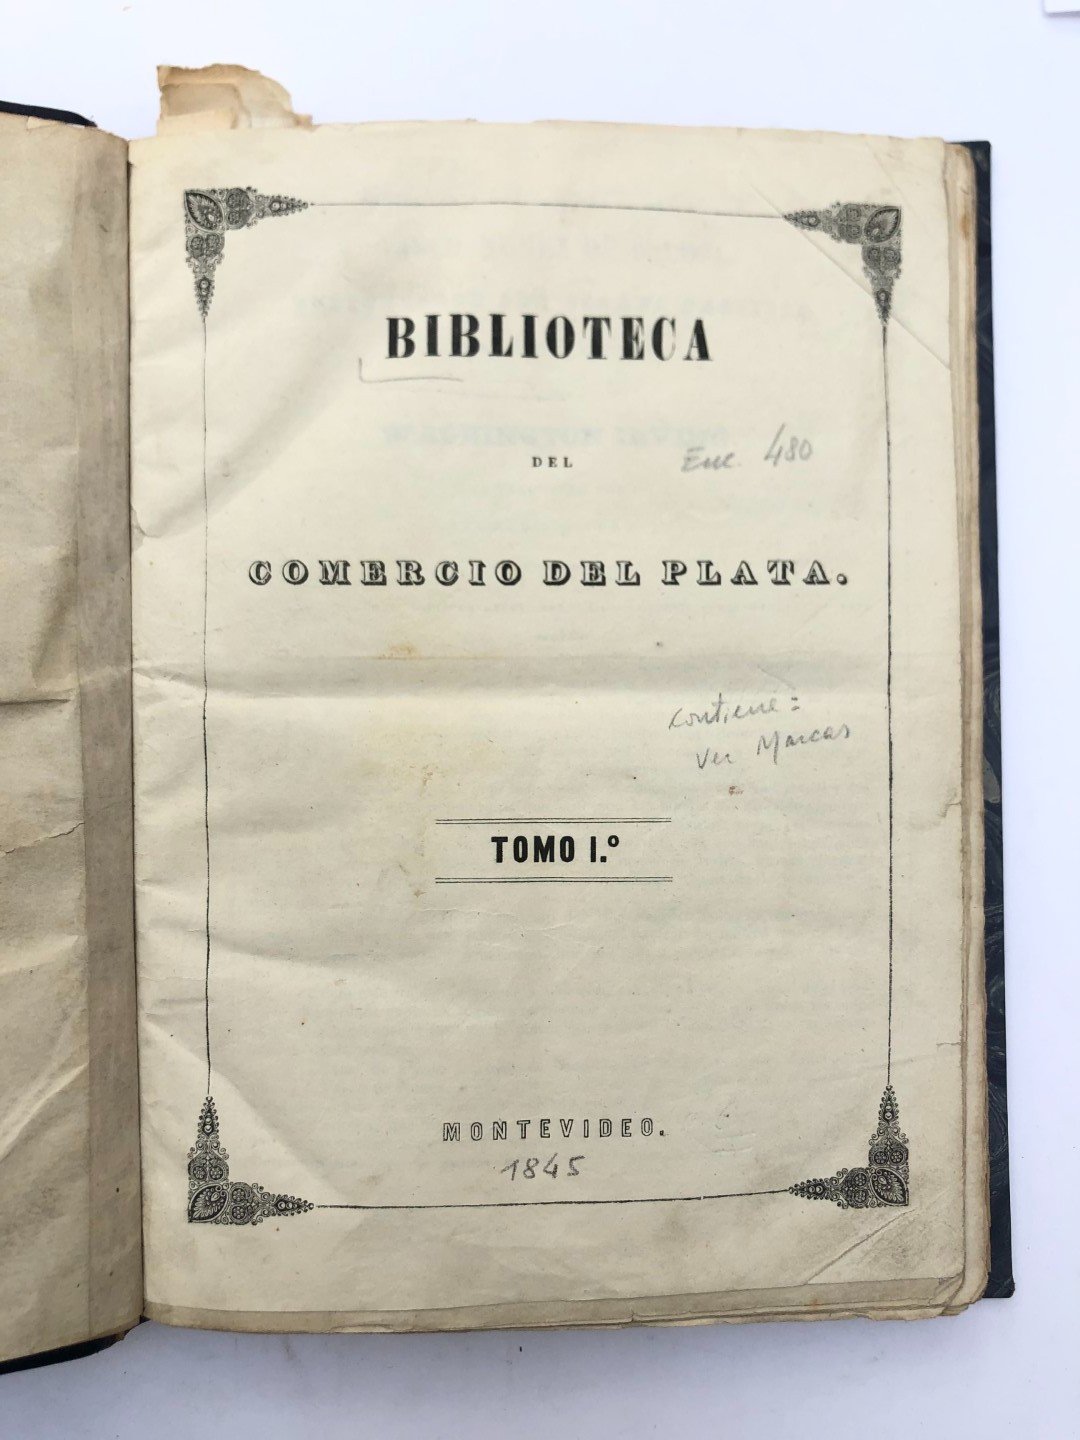 BIBLIOTECA
DEL
Enc. 480
COMERCIO DEL PLATA.
Contiene:
Ver Marcas
TOMO I.º
MONTEVIDEO.
1845